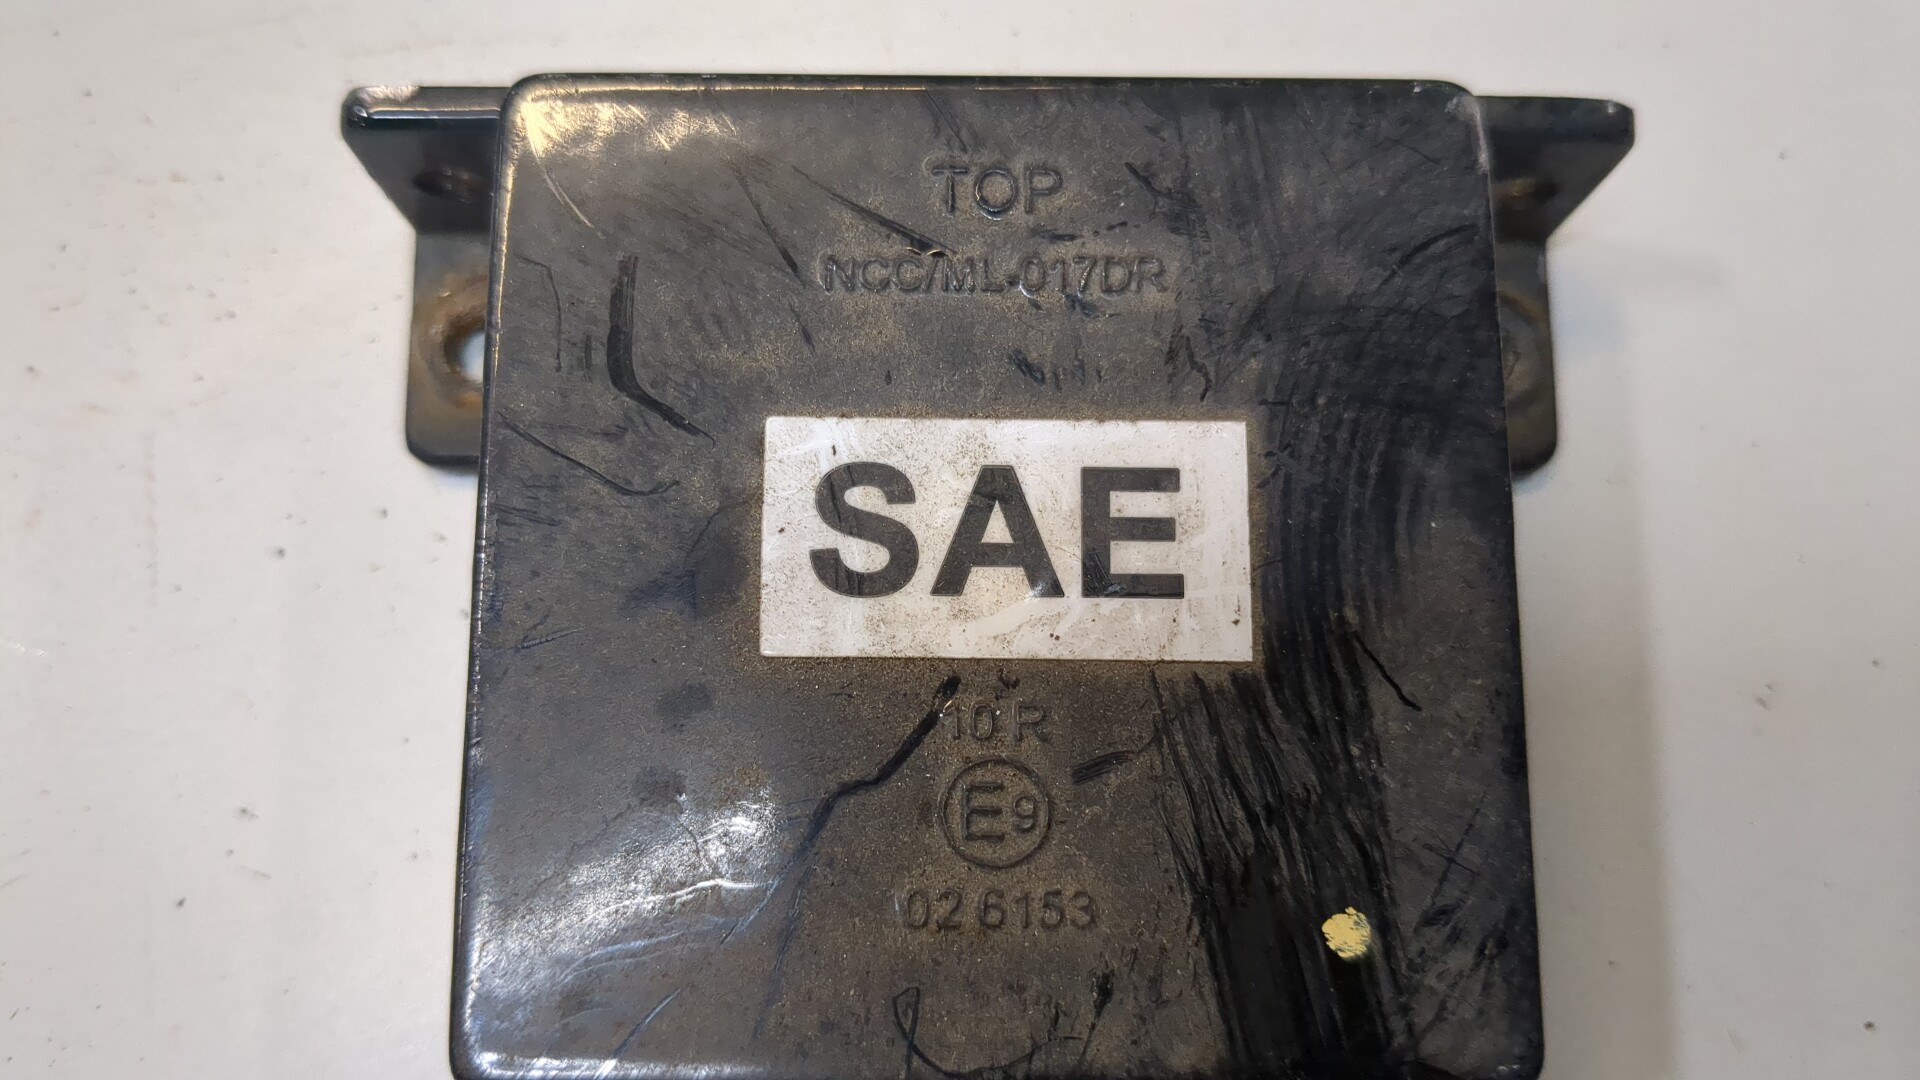 TOP
NCC/ML-017DR
SAE
10 R
E9
02 6153